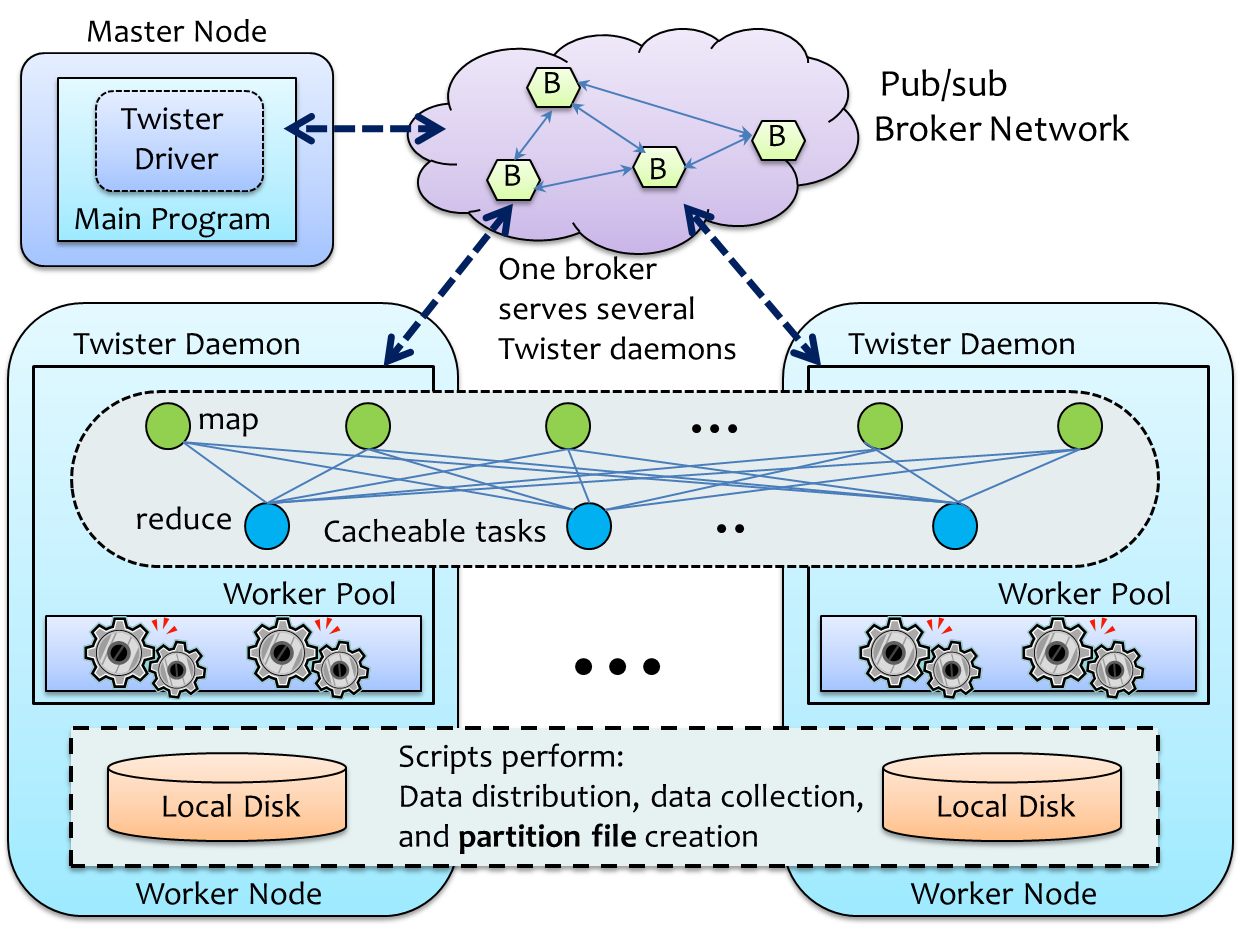 Master Node
Twister
Driver
Main Program
B
B
B
B
Pub/sub
Broker Network
One broker
serves several
Twister daemons
Twister Daemon
Twister Daemon
map
reduce
Cacheable tasks
Worker Pool
Worker Pool
Local Disk
Scripts perform:
Data distribution, data collection,
and partition file creation
Local Disk
Worker Node
Worker Node